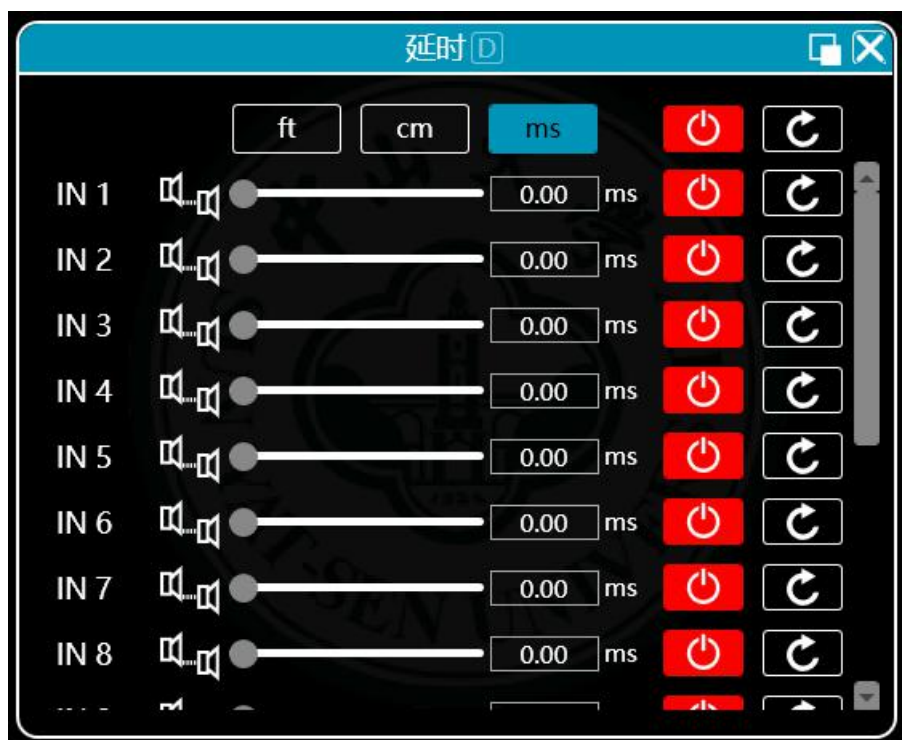 延时 D
ft cm ms
IN 1 0.00 ms
IN 2 0.00 ms
IN 3 0.00 ms
IN 4 0.00 ms
IN 5 0.00 ms
IN 6 0.00 ms
IN 7 0.00 ms
IN 8 0.00 ms